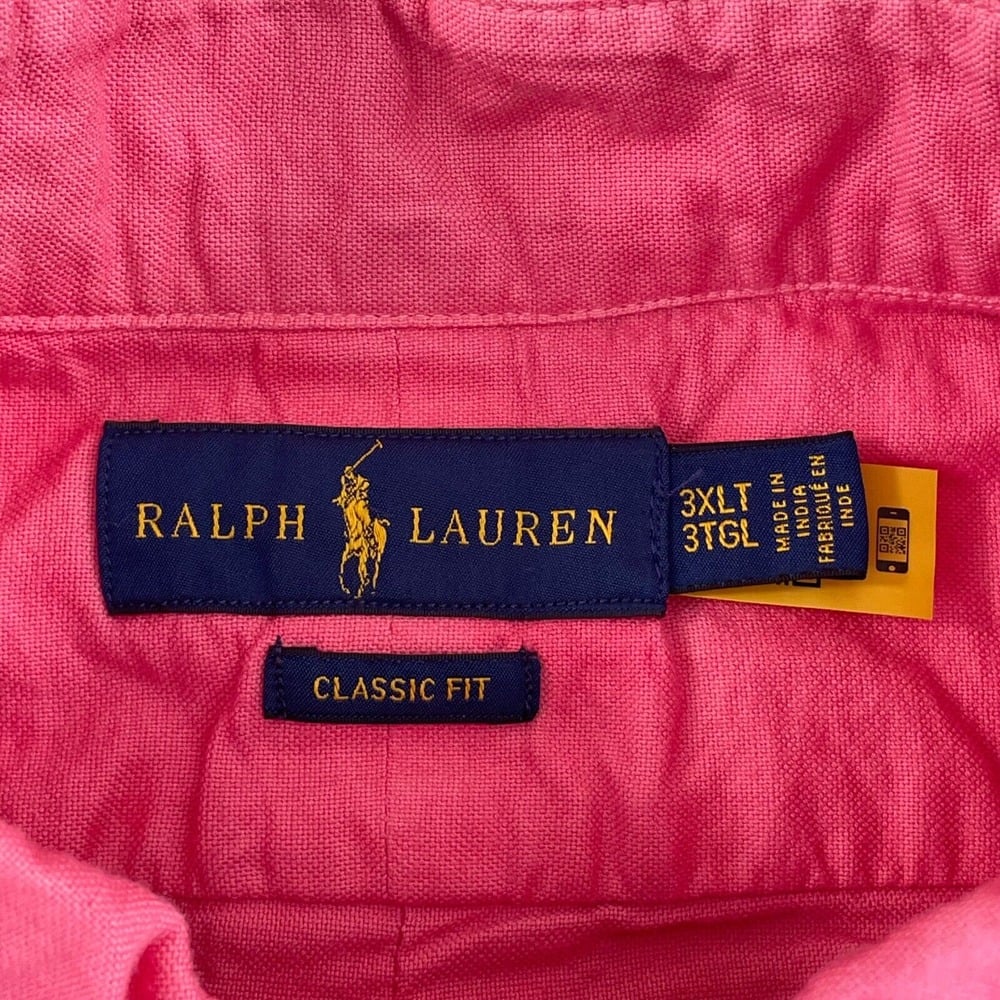 RALPH LAUREN
3XLT
3TGL
MADE IN
INDIA
FABRIQUÉ EN
INDE
CLASSIC FIT